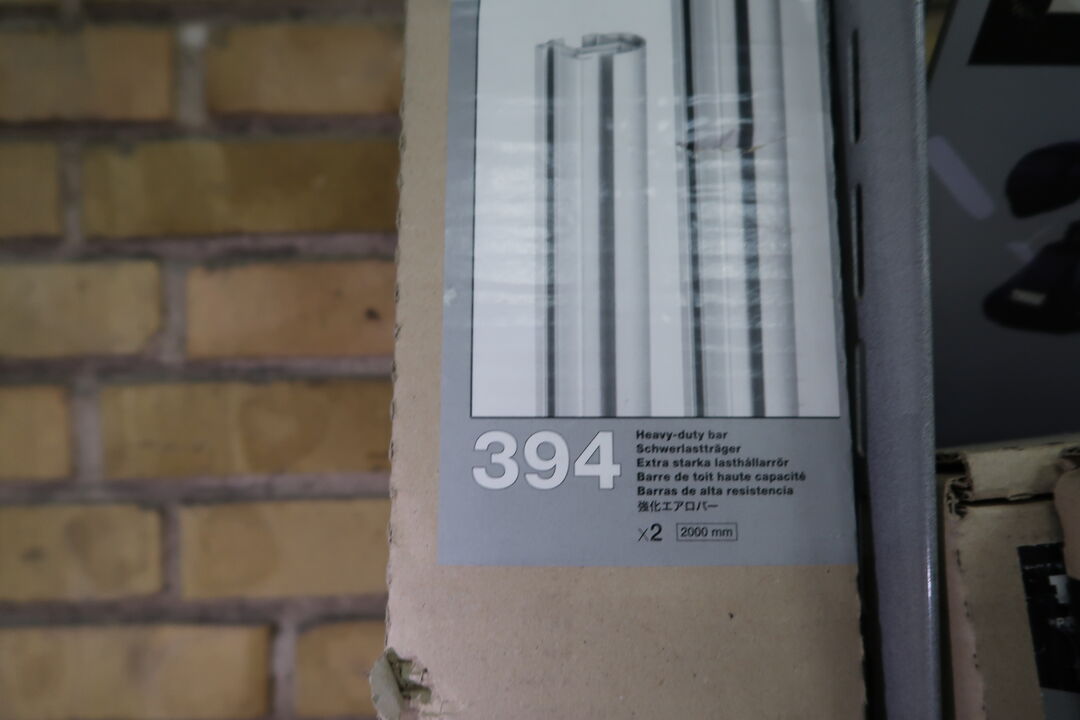 394
Heavy-duty bar
Schwerlastträger
Extra starka lasthållarrör
Barre de toit haute capacité
Barras de alta resistencia
強化エアロバー
x2 2000 mm